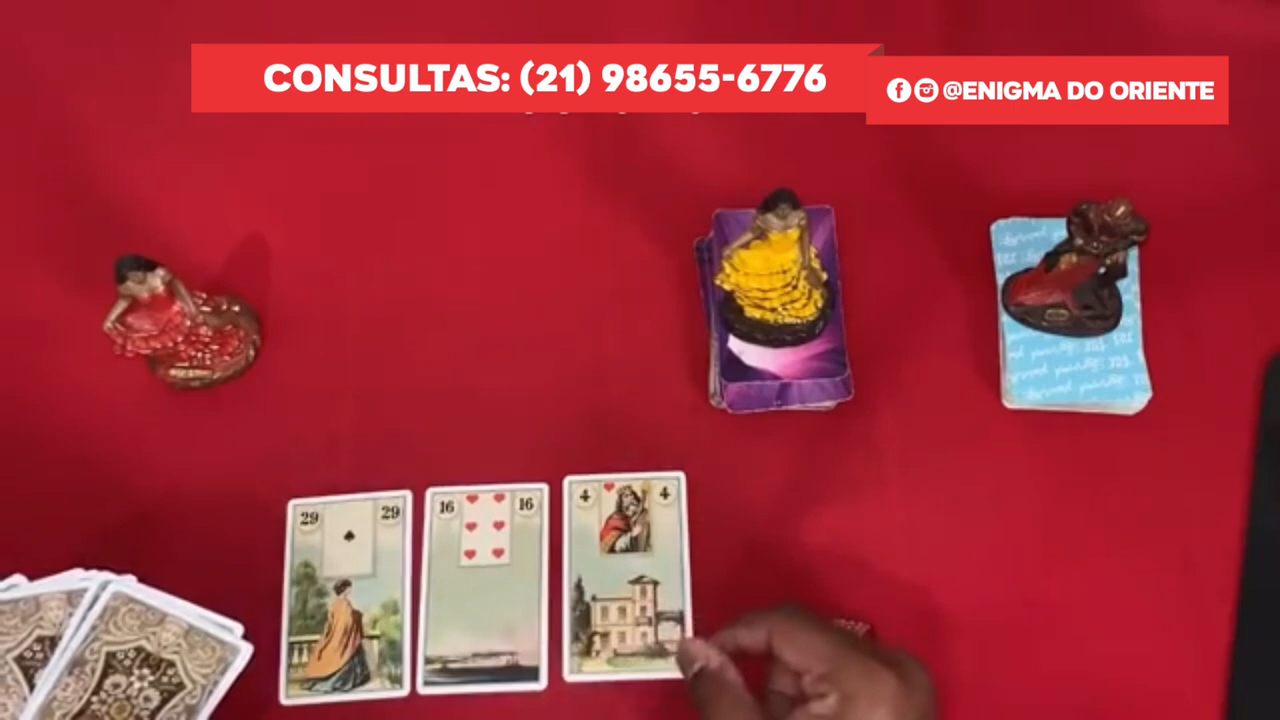 CONSULTAS: (21) 98655-6776
@ENIGMA DO ORIENTE
29 29
16 16
4 4